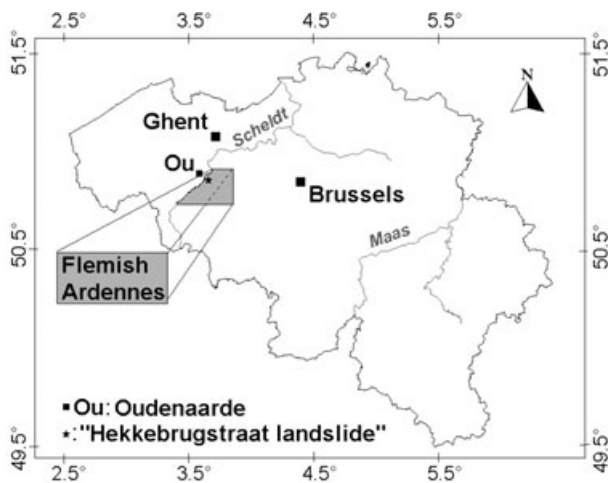 2.5° 3.5° 4.5° 5.5°
51.5°
51.5°
N
Ghent
Scheldt
Ou
Brussels
Maas
50.5°
50.5°
Flemish
Ardennes
Ou: Oudenaarde
: "Hekkebrugstraat landslide"
49.5°
49.5°
2.5° 3.5° 4.5° 5.5°